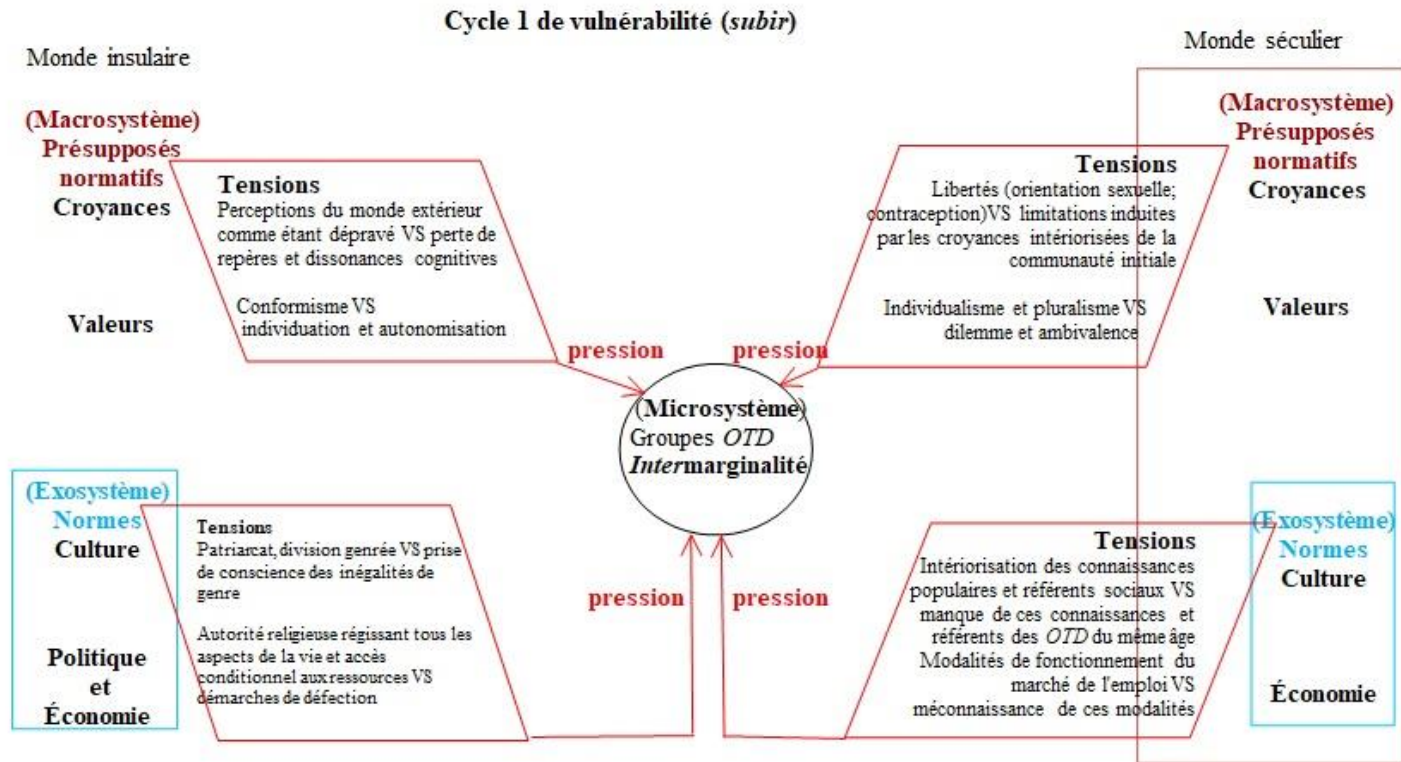 Cycle 1 de vulnérabilité (subir)
Monde insulaire
Monde séculier
(Macrosystème)
Présupposés
normatifs
Croyances
Valeurs
Tensions
Perceptions du monde extérieur
comme étant dépravé VS perte de
repères et dissonances cognitives
Conformisme VS
individuation et autonomisation
pression
Tensions
Libertés (orientation sexuelle;
contraception)VS limitations induites
par les croyances intériorisées de la
communauté initiale
Individualisme et pluralisme VS
dilemme et ambivalence
pression
(Macrosystème)
Présupposés
normatifs
Croyances
Valeurs
(Microsystème)
Groupes OTD
Intermarginalité
(Exosystème)
Normes
Culture
Politique
et
Économie
Tensions
Patriarcat, division genrée VS prise
de conscience des inégalités de
genre
Autorité religieuse régissant tous les
aspects de la vie et accès
conditionnel aux ressources VS
démarches de défection
pression
pression
Tensions
Intériorisation des connaissances
populaires et référents sociaux VS
manque de ces connaissances et
référents des OTD du même âge
Modalités de fonctionnement du
marché de l'emploi VS
méconnaissance de ces modalités
(Exosystème)
Normes
Culture
Économie